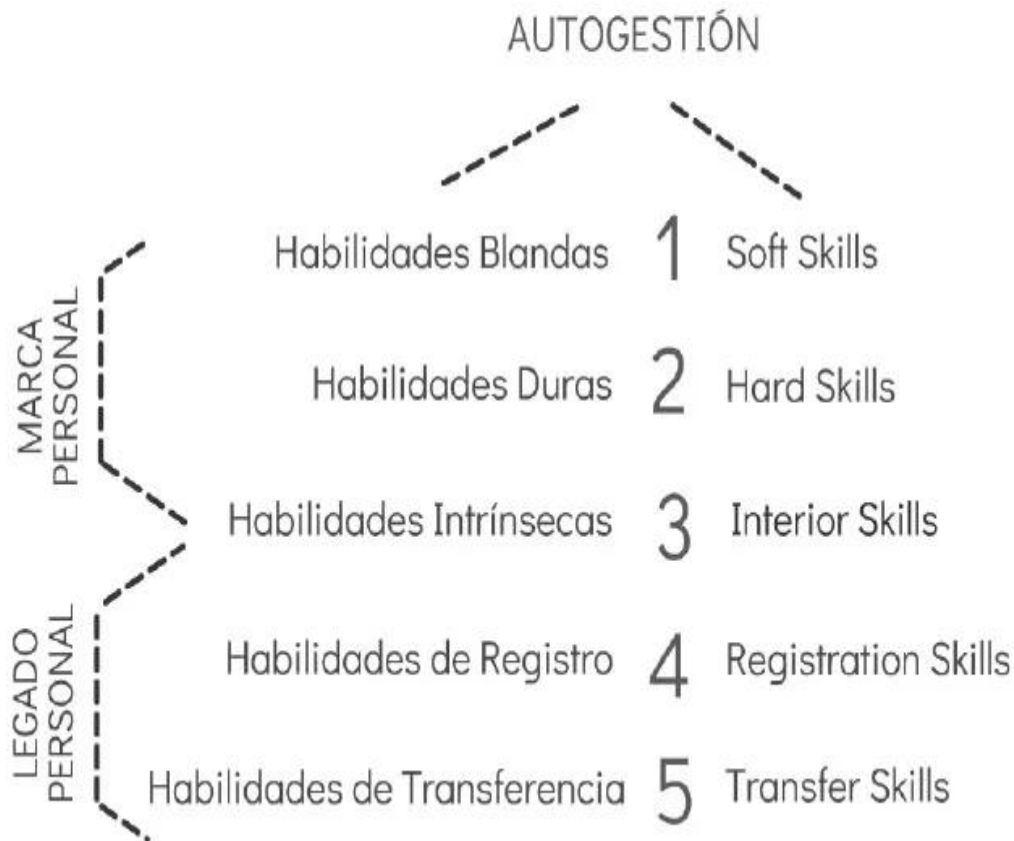 AUTOGESTIÓN
MARCA
PERSONAL
Habilidades Blandas 1 Soft Skills
Habilidades Duras 2 Hard Skills
Habilidades Intrínsecas 3 Interior Skills
LEGADO
PERSONAL
Habilidades de Registro 4 Registration Skills
Habilidades de Transferencia 5 Transfer Skills